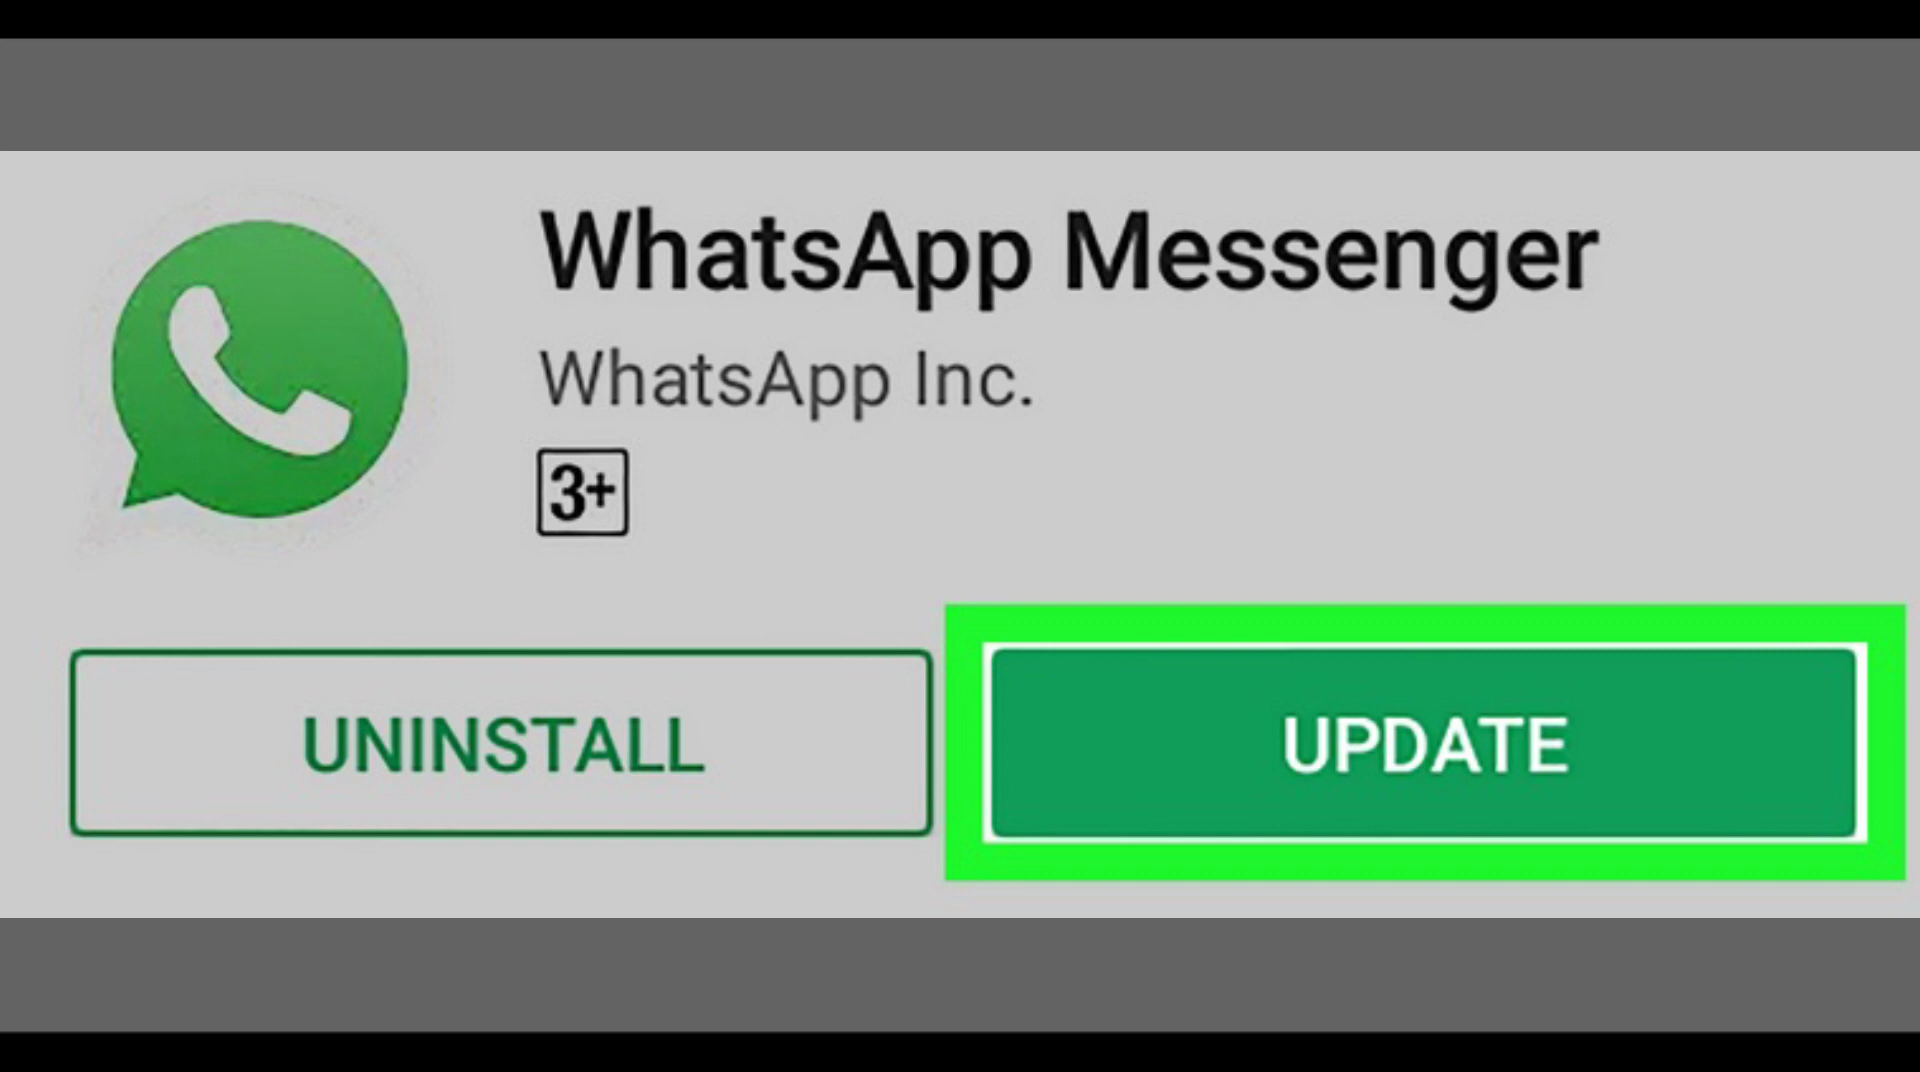 WhatsApp Messenger
WhatsApp Inc.
3+
UNINSTALL
UPDATE